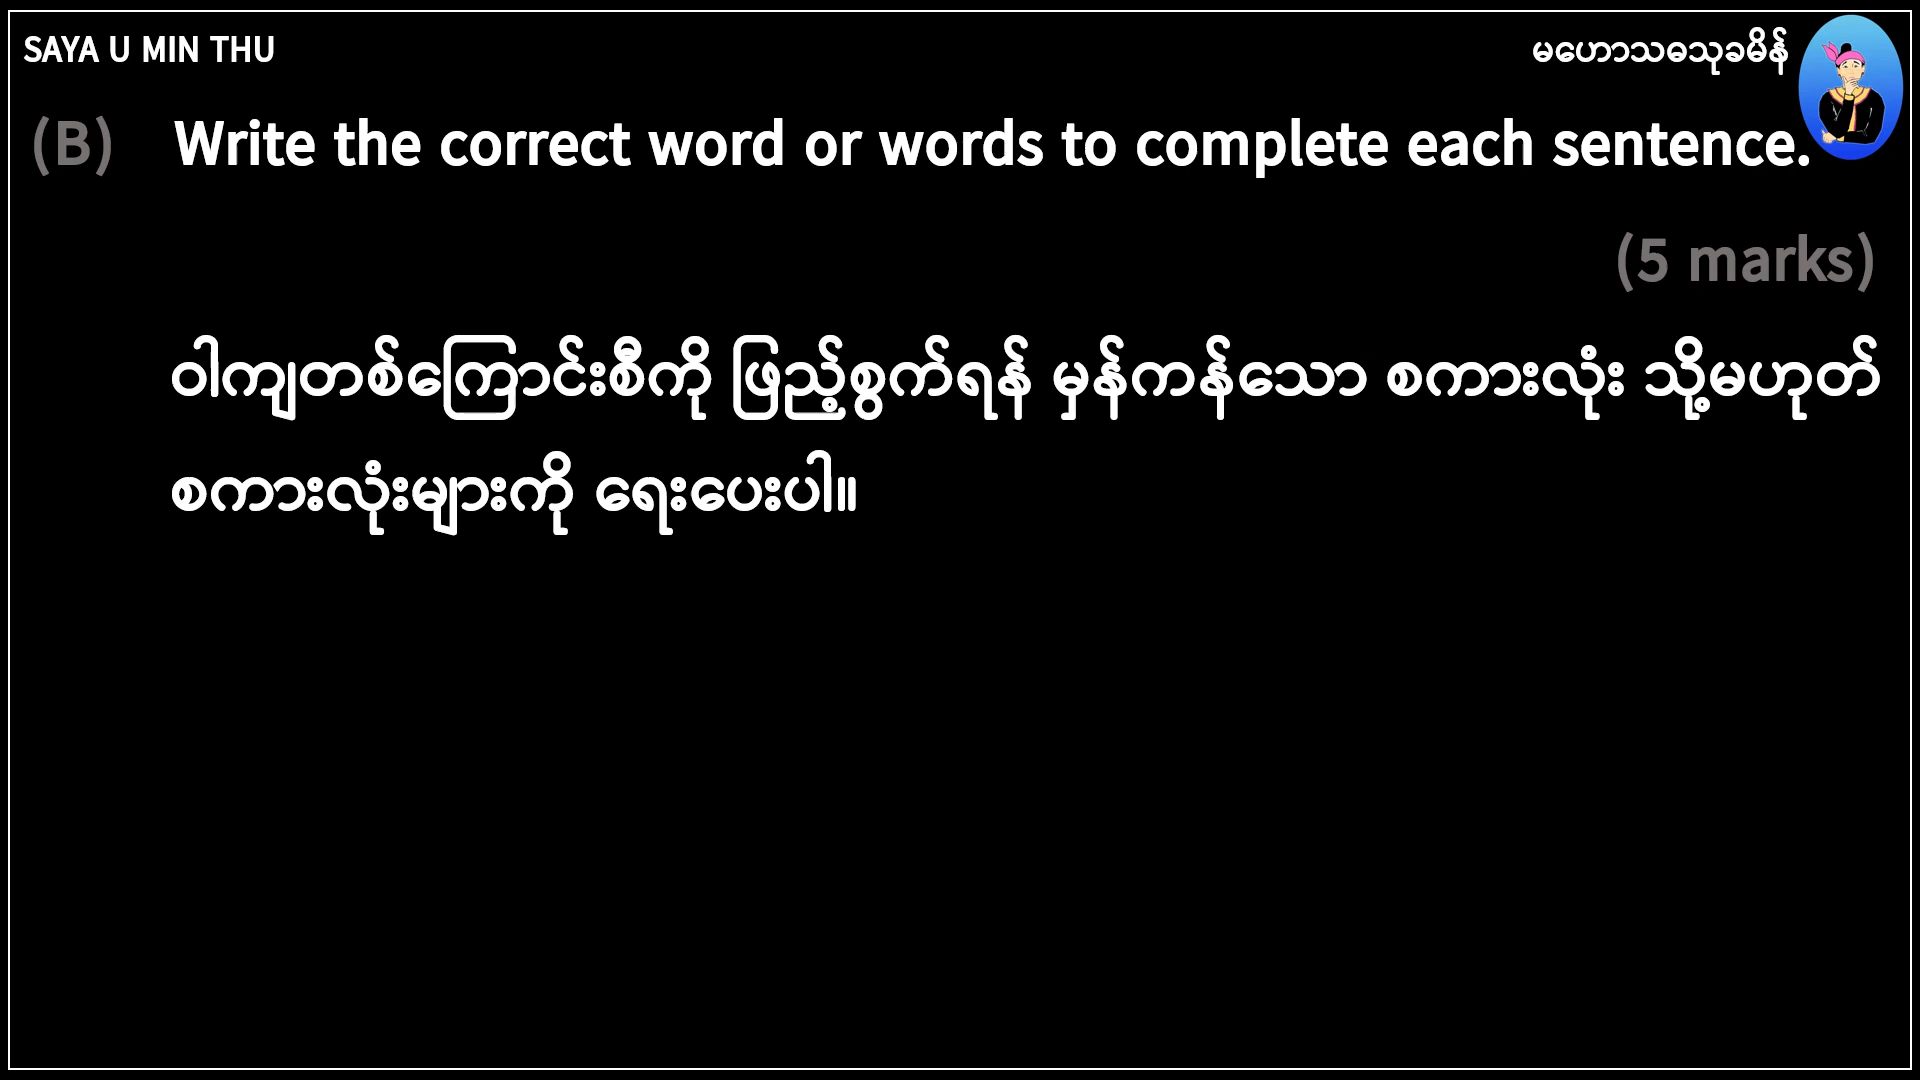 SAYA U MIN THU
မဟောသဓသုခမိန်
(B) Write the correct word or words to complete each sentence.
(5 marks)
ဝါကျတစ်ကြောင်းစီကို ဖြည့်စွက်ရန် မှန်ကန်သော စကားလုံး သို့မဟုတ်
စကားလုံးများကို ရေးပေးပါ။